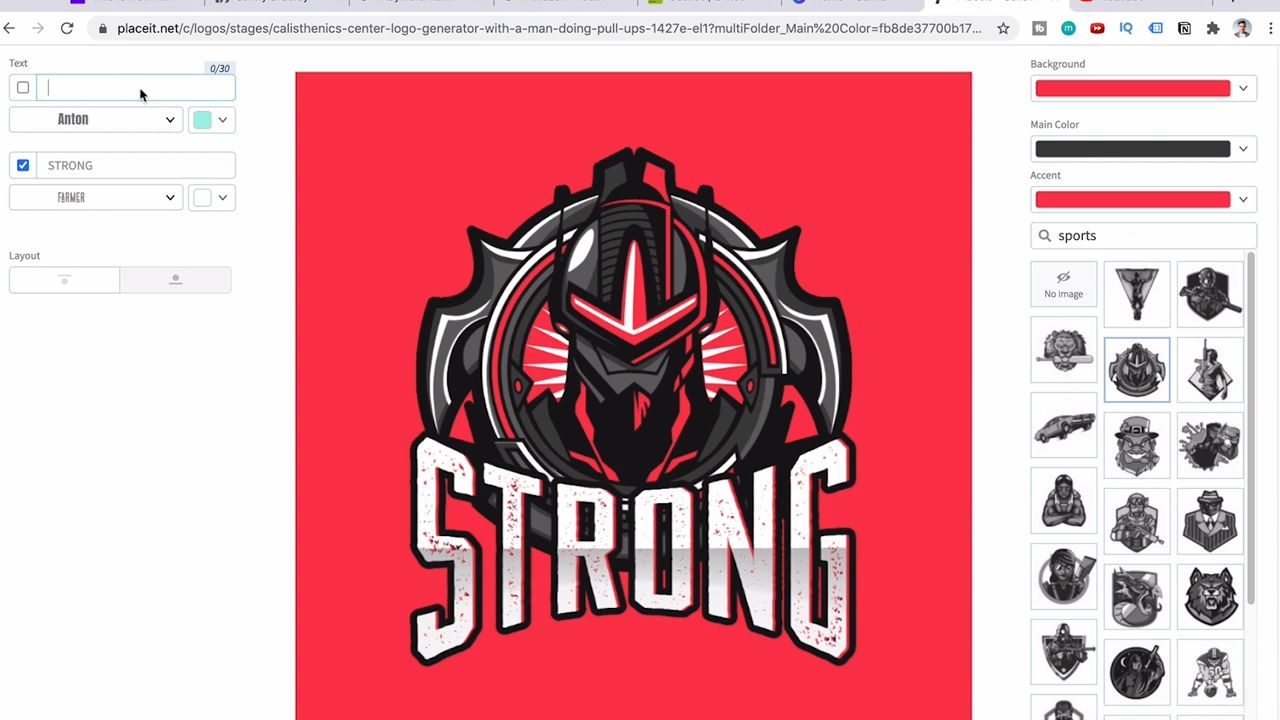 placeit.net/c/logos/stages/calisthenics-center-logo-generator-with-a-man-doing-pull-ups-1427e-el1?multiFolder_Main%20Color=fb8de37700b17...
Text
0/30
Anton
STRONG
FARMER
Layout
STRONG
Background
Main Color
Accent
sports
No Image